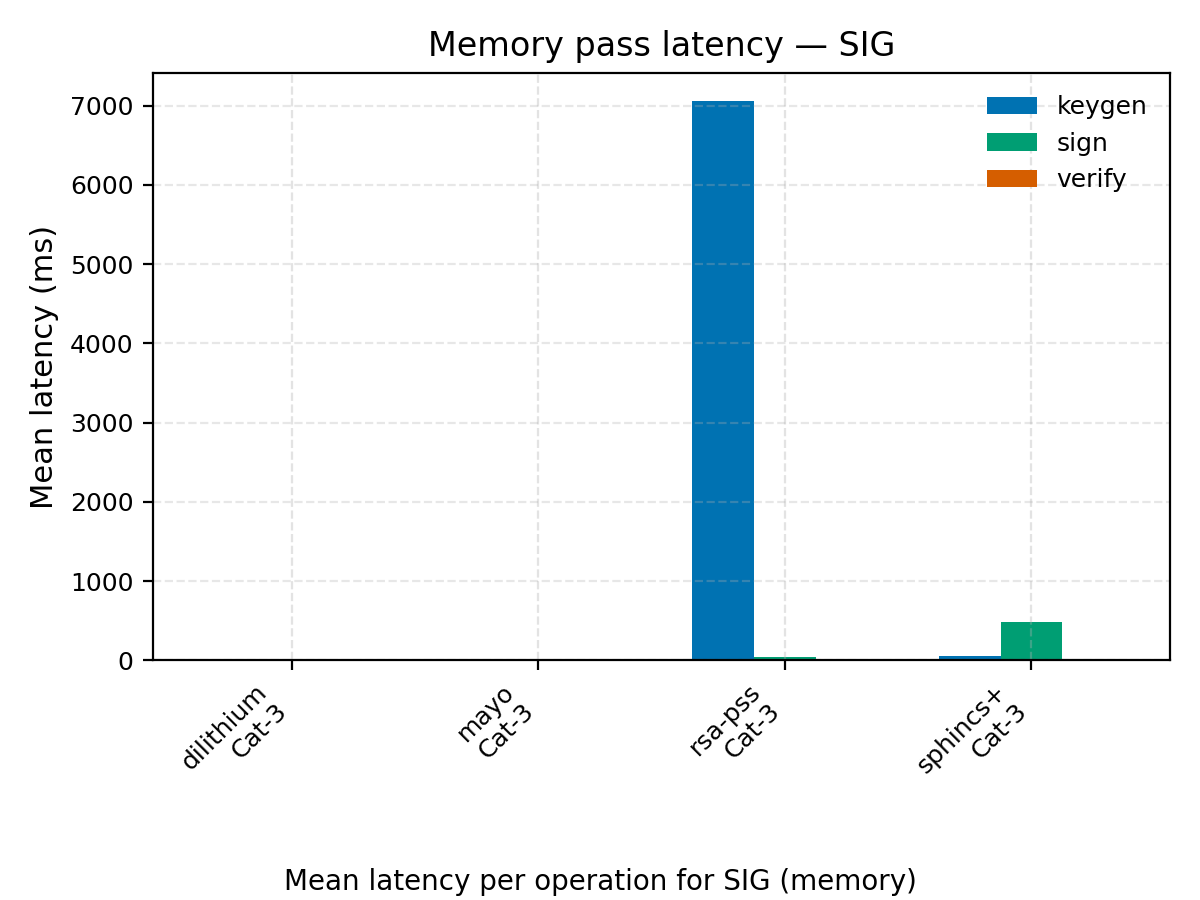 Memory pass latency — SIG
keygen
sign
verify
Mean latency (ms)
7000
6000
5000
4000
3000
2000
1000
0
dilithium
Cat-3
mayo
Cat-3
rsa-pss
Cat-3
sphincs+
Cat-3
Mean latency per operation for SIG (memory)